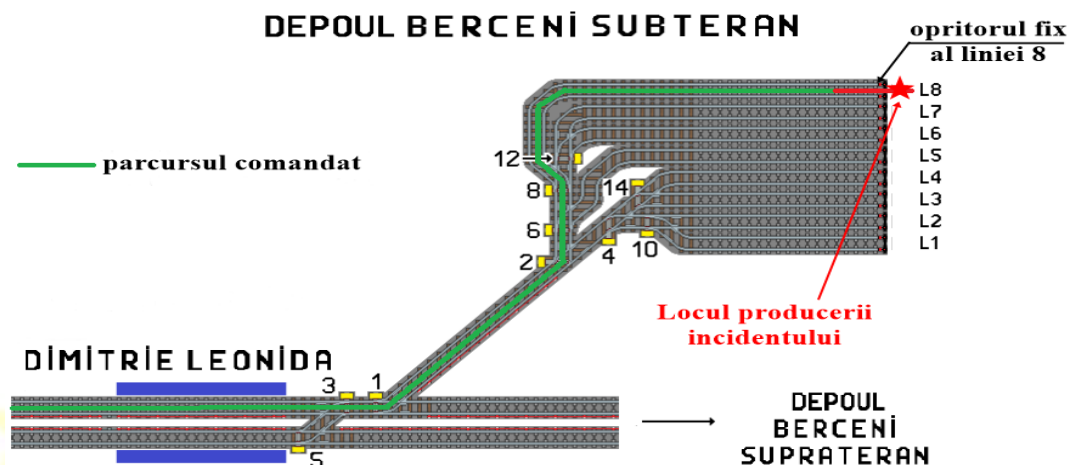 DEPOUL BERCENI SUBTERAN
opritorul fix
al liniei 8
L8
L7
L6
L5
L4
L3
L2
L1
parcursul comandat
12
14
8
6
2
4
10
Locul producerii
incidentului
DIMITRIE LEONIDA
3
1
5
DEPOUL
BERCENI
SUPRATERAN